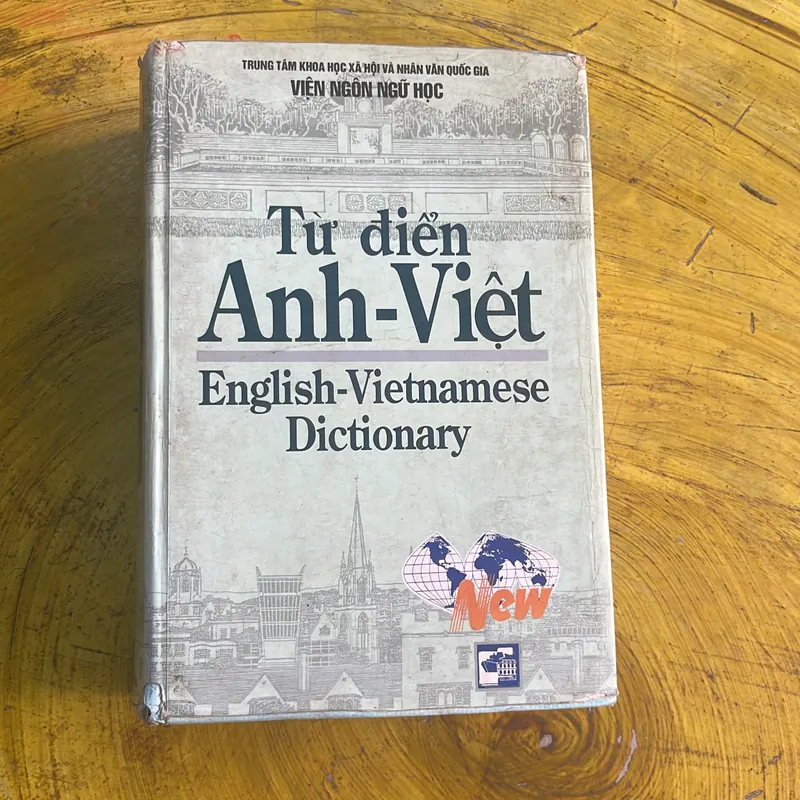 TRUNG TÂM KHOA HỌC XÃ HỘI VÀ NHÂN VĂN QUỐC GIA
VIỆN NGÔN NGỮ HỌC
Từ điển
Anh-Việt
English-Vietnamese
Dictionary
New